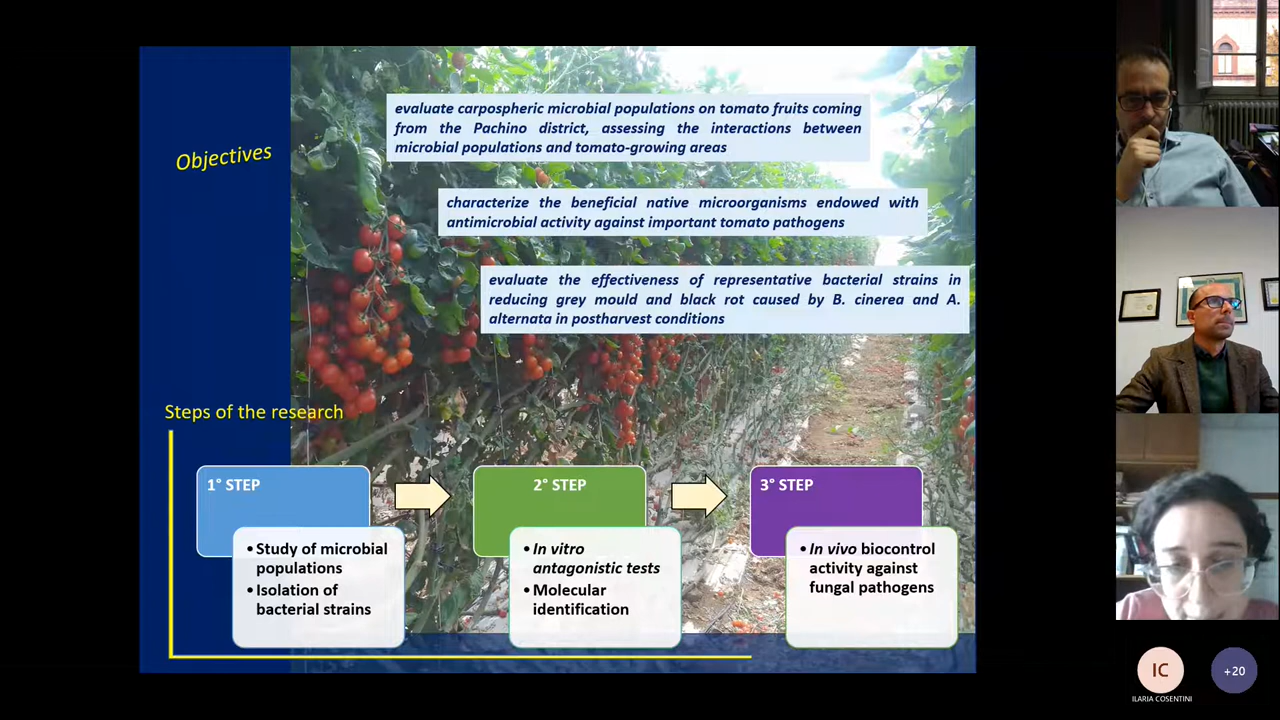 Objectives
evaluate carpospheric microbial populations on tomato fruits coming
from the Pachino district, assessing the interactions between
microbial populations and tomato-growing areas
characterize the beneficial native microorganisms endowed with
antimicrobial activity against important tomato pathogens
evaluate the effectiveness of representative bacterial strains in
reducing grey mould and black rot caused by B. cinerea and A.
alternata in postharvest conditions
Steps of the research
1° STEP
• Study of microbial
populations
• Isolation of
bacterial strains
2° STEP
• In vitro
antagonistic tests
• Molecular
identification
3° STEP
• In vivo biocontrol
activity against
fungal pathogens
IC
ILARIA COSENTINI
+20